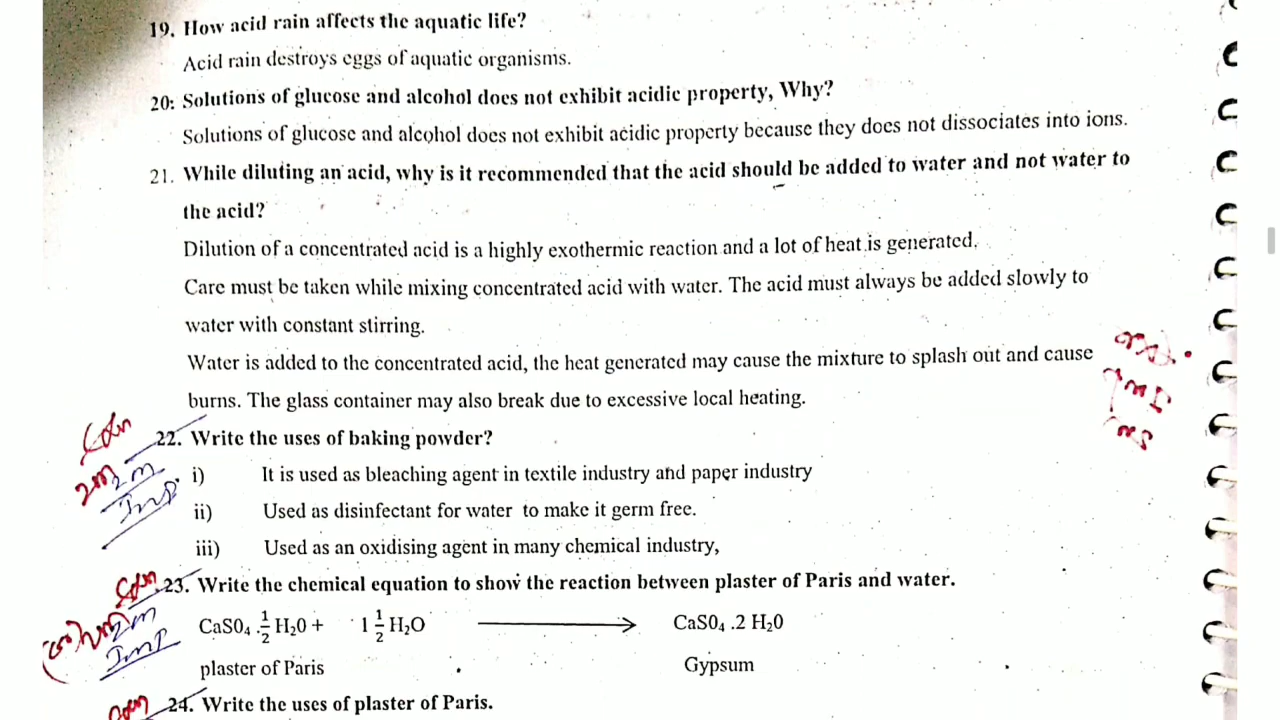 19. How acid rain affects the aquatic life?
Acid rain destroys eggs of aquatic organisms.
20: Solutions of glucose and alcohol does not exhibit acidic property, Why?
Solutions of glucose and alcohol does not exhibit acidic property because they does not dissociates into ions.
21. While diluting an acid, why is it recommended that the acid should be added to water and not water to
the acid?
Dilution of a concentrated acid is a highly exothermic reaction and a lot of heat is generated.
Care must be taken while mixing concentrated acid with water. The acid must always be added slowly to
water with constant stirring.
Water is added to the concentrated acid, the heat generated may cause the mixture to splash out and cause
burns. The glass container may also break due to excessive local heating.
22. Write the uses of baking powder?
2m
Imp
i) It is used as bleaching agent in textile industry and paper industry
ii) Used as disinfectant for water to make it germ free.
iii) Used as an oxidising agent in many chemical industry,
23. Write the chemical equation to show the reaction between plaster of Paris and water.
2m
Imp
CaS0₄ .½ H₂0 + 1 ½ H₂O ⟶ CaS0₄ .2 H₂0
plaster of Paris Gypsum
24. Write the uses of plaster of Paris.